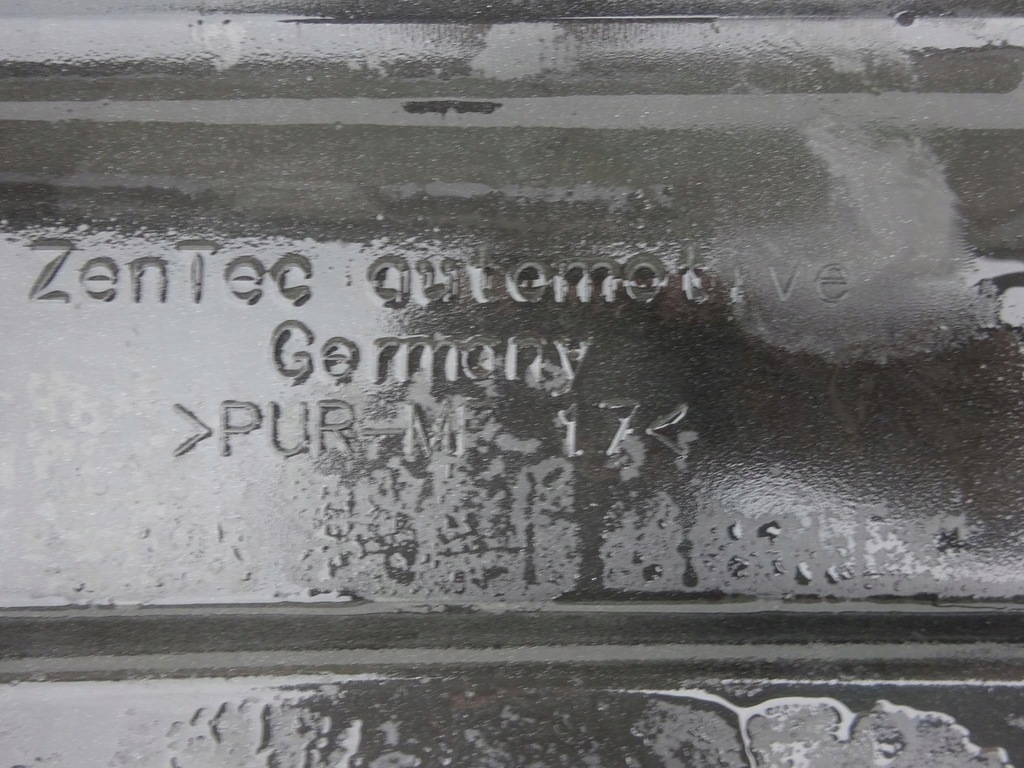 ZenTec automotive
Germany
>PUR-M 17<